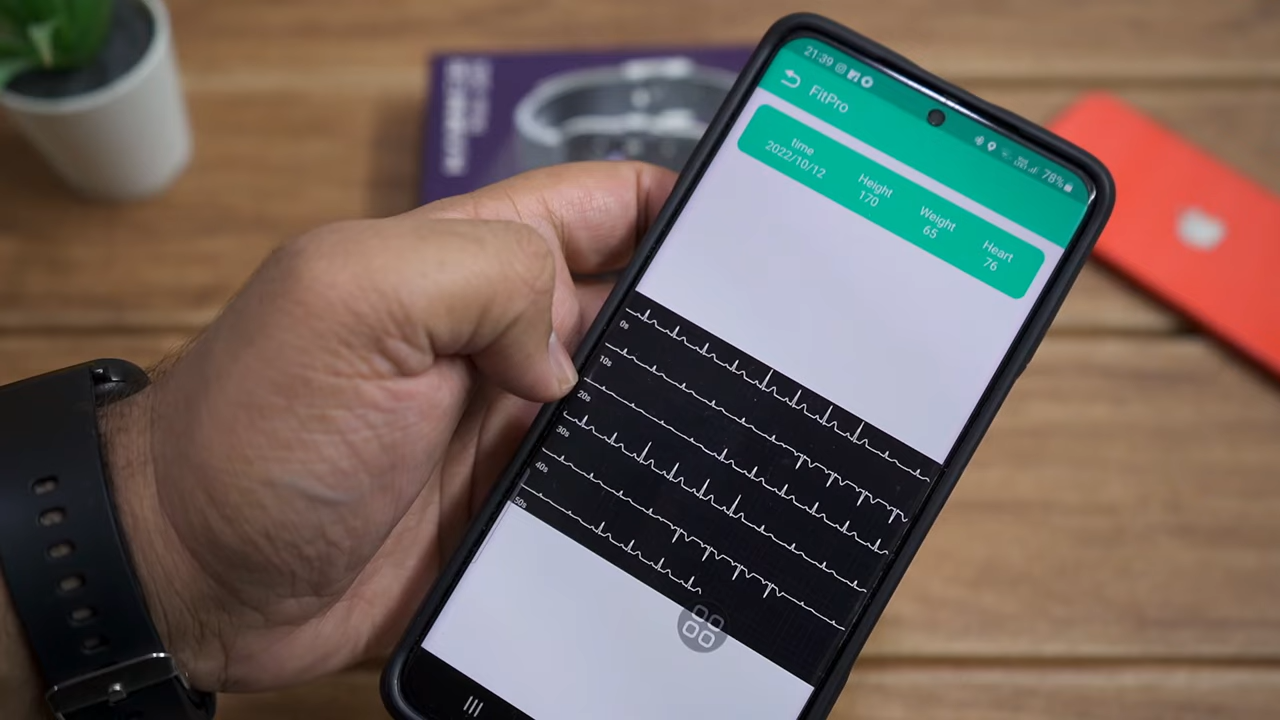 21:39
78%
FitPro
time
2022/10/12
Height
170
Weight
65
Heart
76
0s
10s
20s
30s
40s
50s